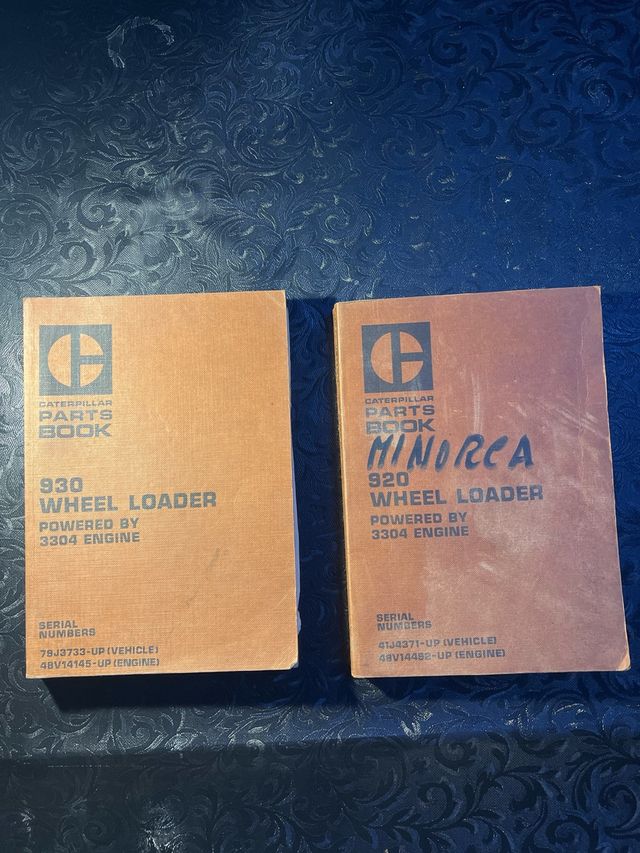 CATERPILLAR
PARTS
BOOK
930
WHEEL LOADER
POWERED BY
3304 ENGINE
SERIAL
NUMBERS
79J3733-UP (VEHICLE)
48V14145-UP (ENGINE)
CATERPILLAR
PARTS
BOOK
MINORCA
920
WHEEL LOADER
POWERED BY
3304 ENGINE
SERIAL
NUMBERS
41J4371-UP (VEHICLE)
48V14482-UP (ENGINE)